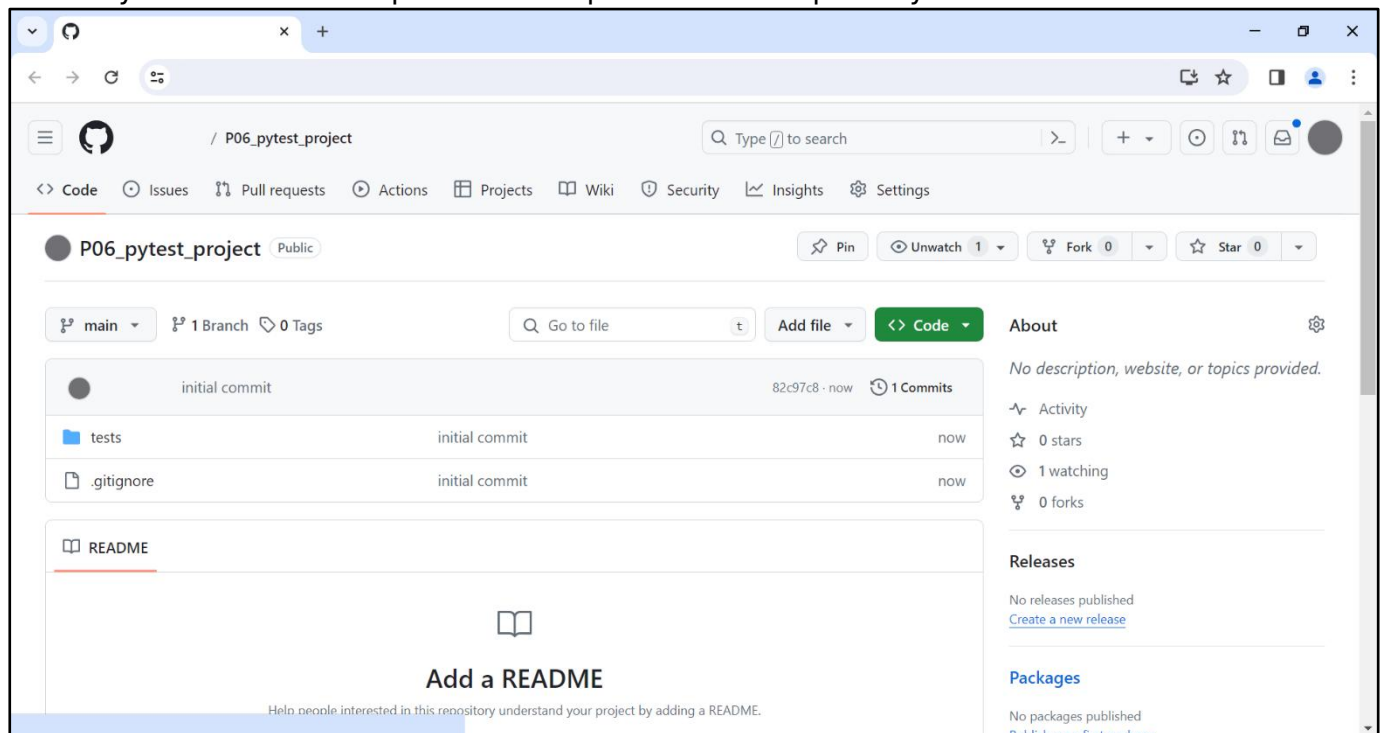 / P06_pytest_project
Type / to search
Code
Issues
Pull requests
Actions
Projects
Wiki
Security
Insights
Settings
P06_pytest_project Public
Pin
Unwatch 1
Fork 0
Star 0
main
1 Branch
0 Tags
Go to file
t
Add file
<> Code
initial commit
82c97c8 · now
1 Commits
tests initial commit now
.gitignore initial commit now
README
Add a README
Help people interested in this repository understand your project by adding a README.
About
No description, website, or topics provided.
Activity
0 stars
1 watching
0 forks
Releases
No releases published
Create a new release
Packages
No packages published